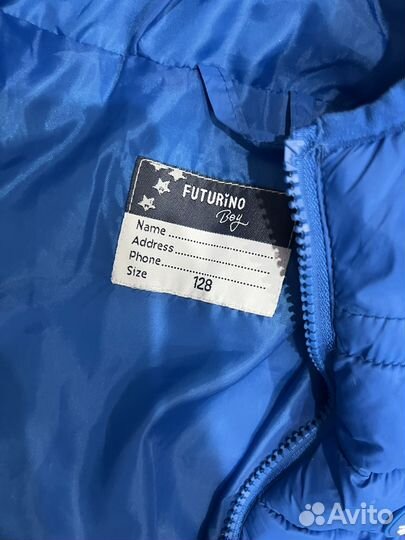 FUTURiNO
Boy
Name..................
Address..............
Phone.................
Size 128
Avito